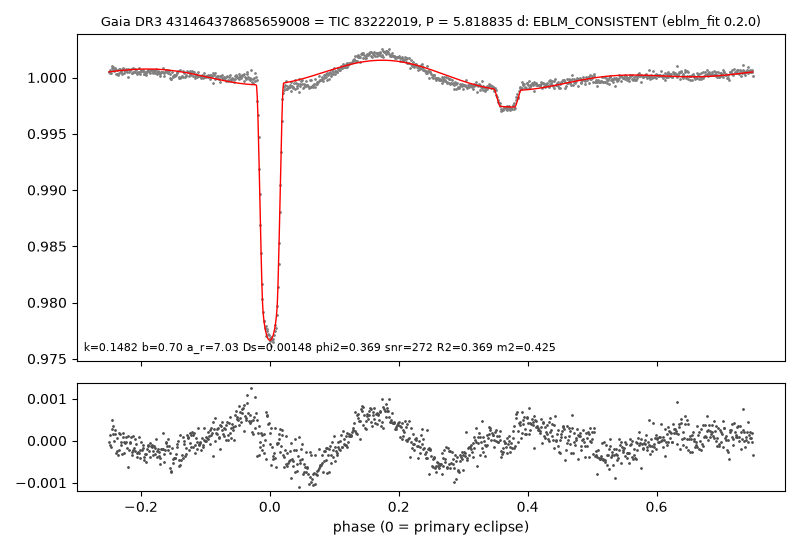 Gaia DR3 431464378685659008 = TIC 83222019, P = 5.818835 d: EBLM_CONSISTENT (eblm_fit 0.2.0)
1.000
0.995
0.990
0.985
0.980
0.975
k=0.1482 b=0.70 a_r=7.03 Ds=0.00148 phi2=0.369 snr=272 R2=0.369 m2=0.425
0.001
0.000
−0.001
−0.2 0.0 0.2 0.4 0.6
phase (0 = primary eclipse)